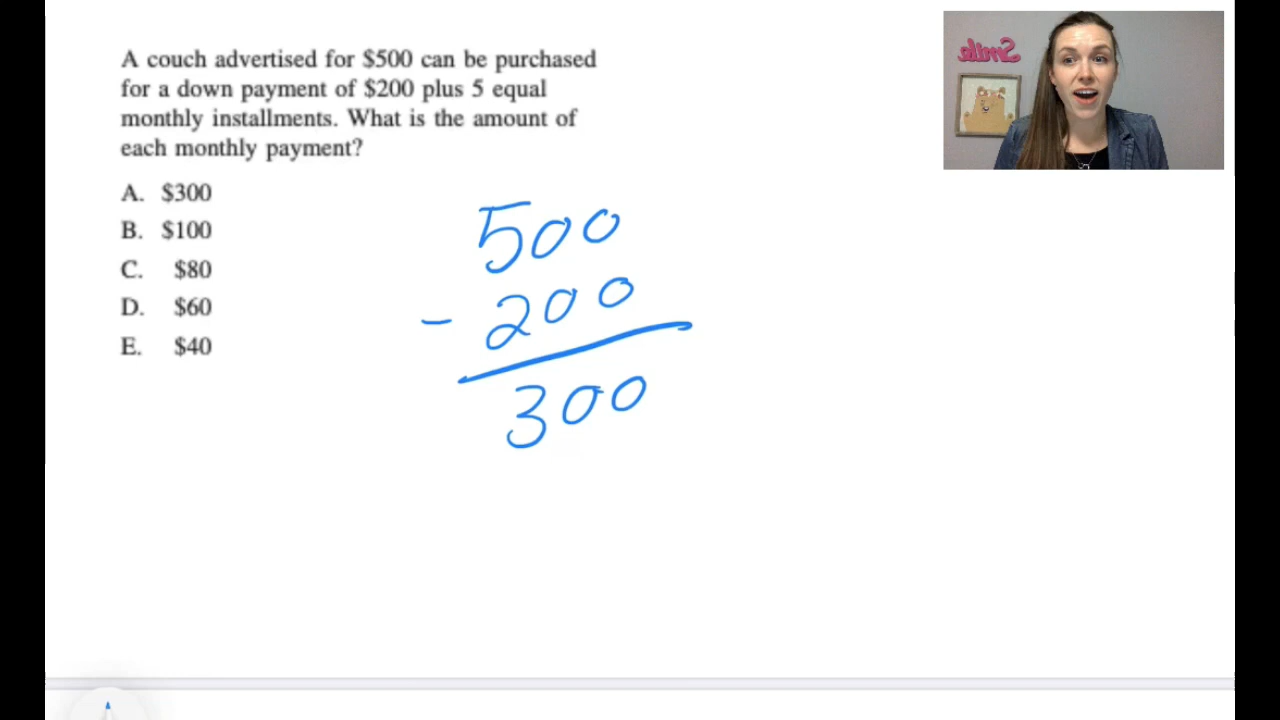 A couch advertised for $500 can be purchased
for a down payment of $200 plus 5 equal
monthly installments. What is the amount of
each monthly payment?
A. $300
B. $100
C. $80
D. $60
E. $40
500
- 200
300
Smile